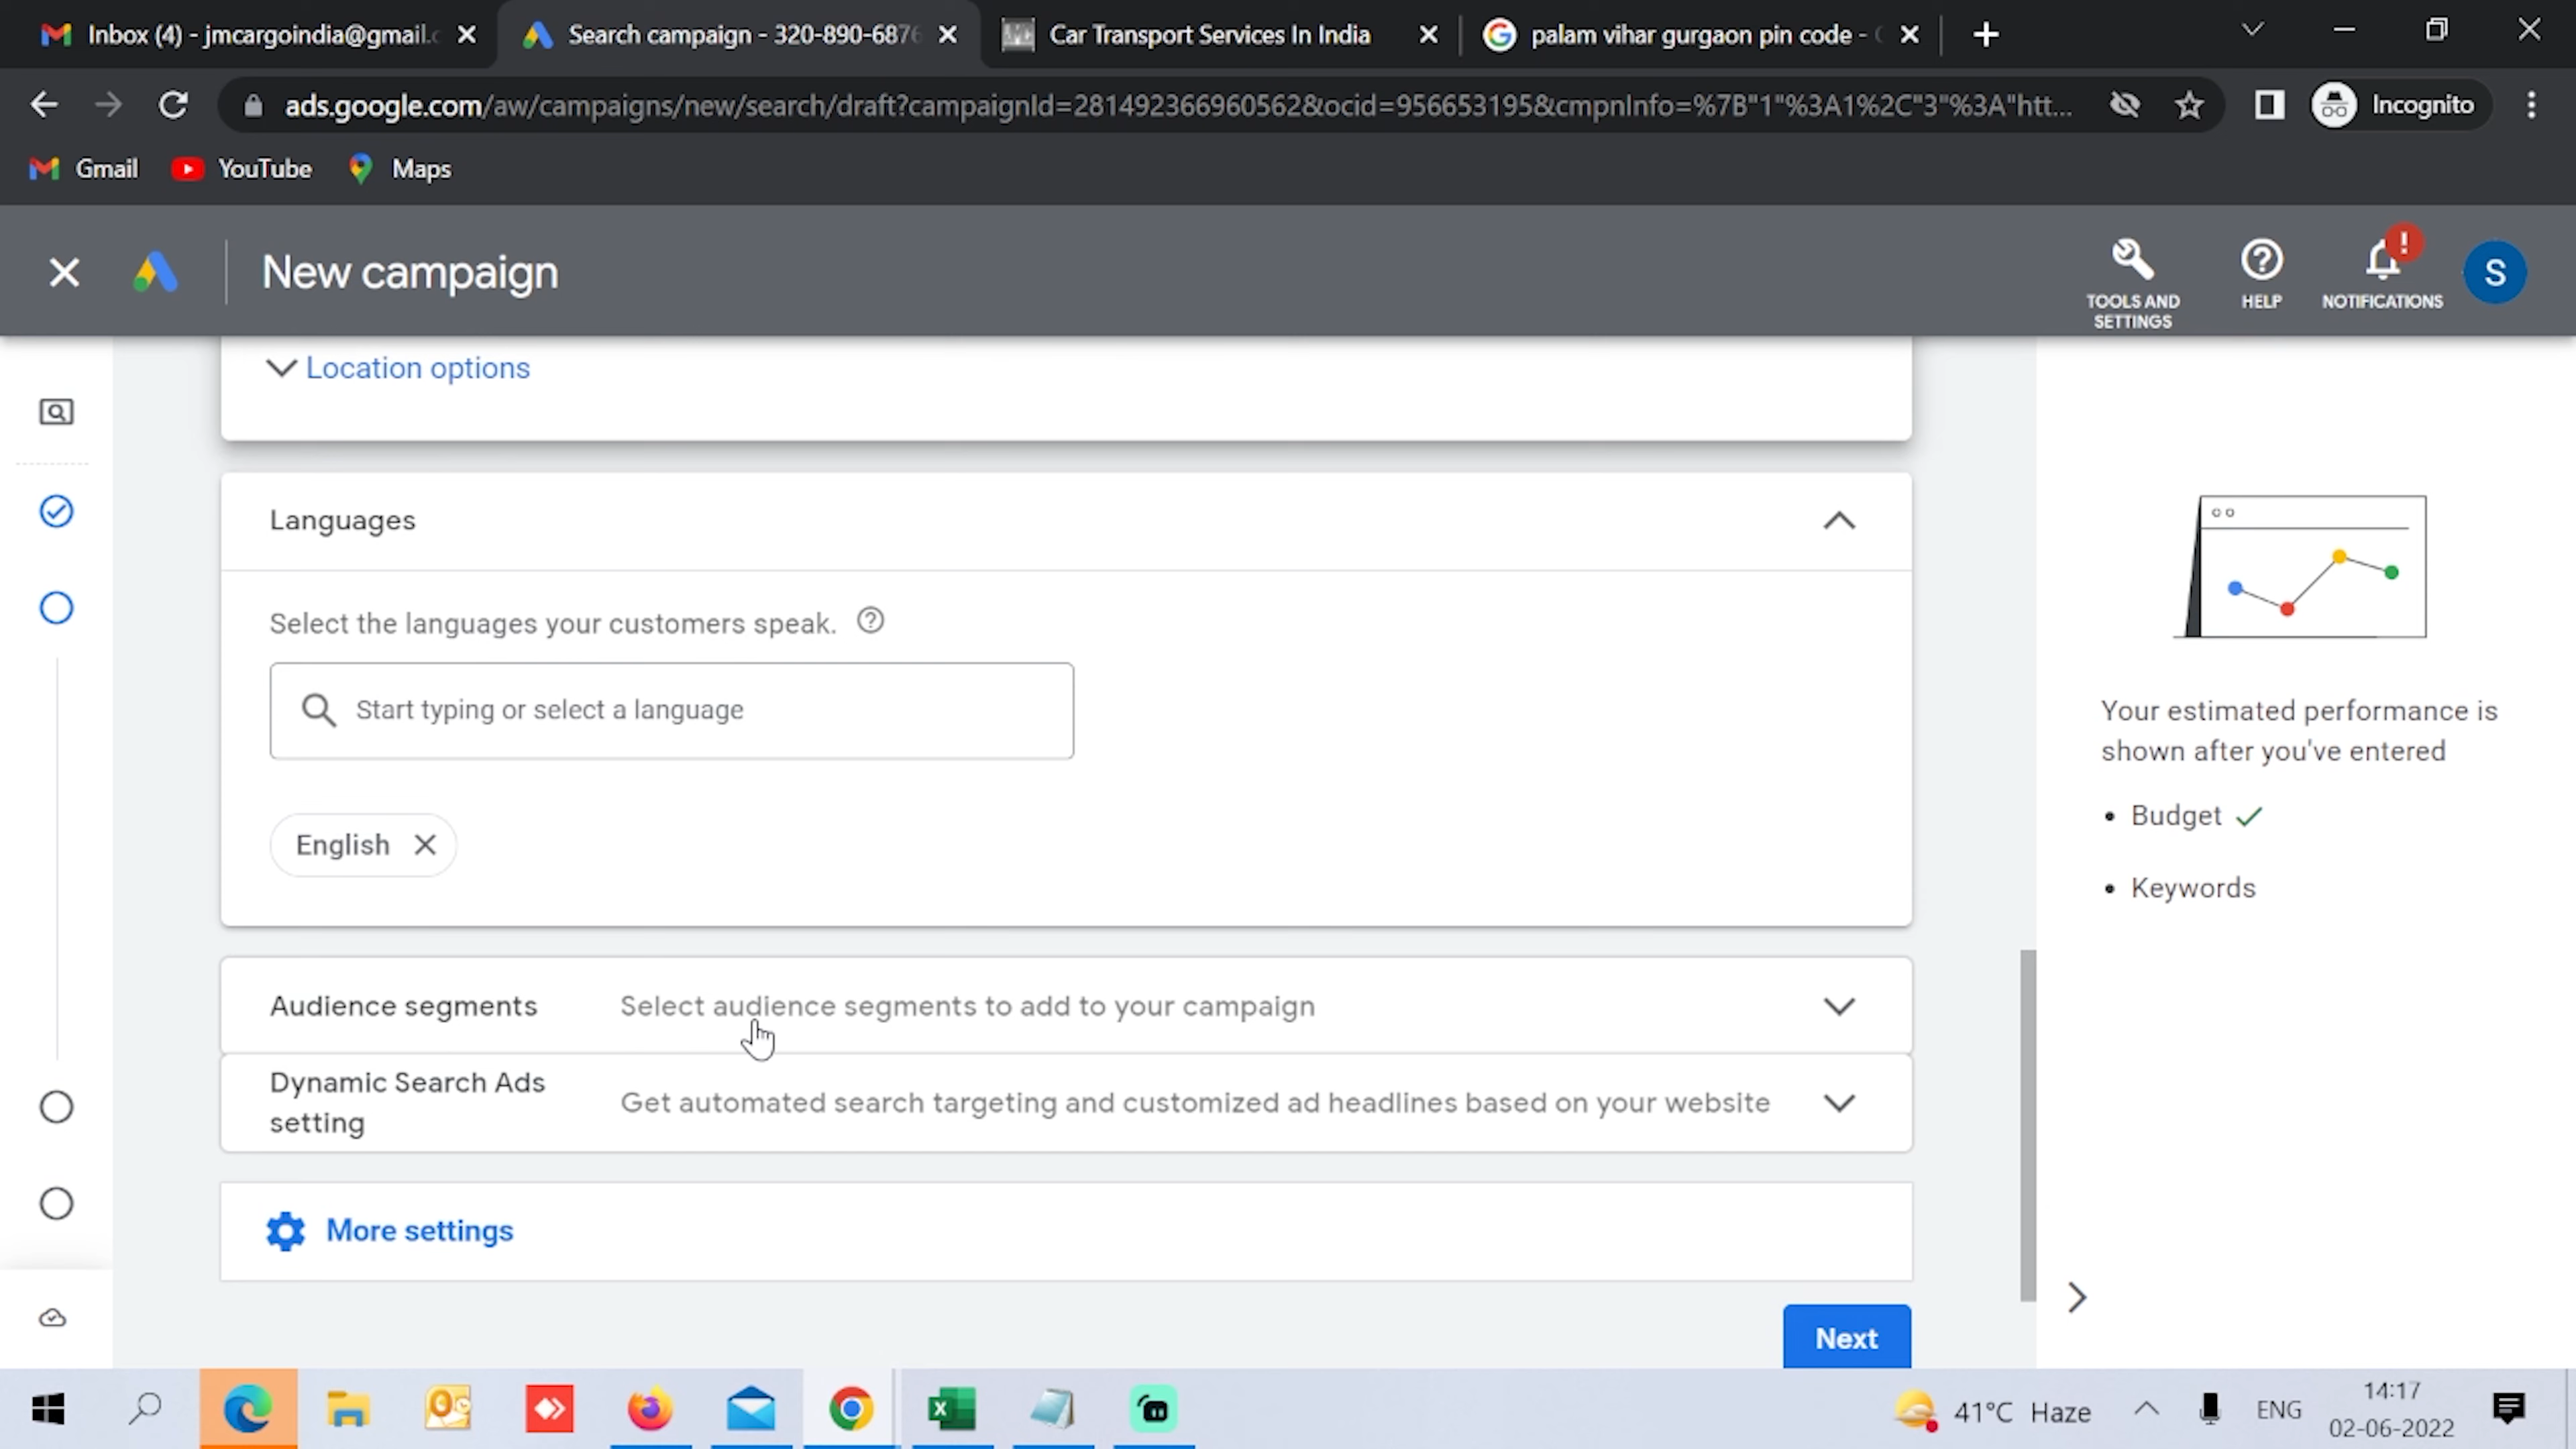 Inbox (4) - jmcargoindia@gmail.c
Search campaign - 320-890-6876
Car Transport Services In India
palam vihar gurgaon pin code - G
ads.google.com/aw/campaigns/new/search/draft?campaignId=281492366960562&ocid=956653195&cmpnInfo=%7B"1"%3A1%2C"3"%3A"htt...
Incognito
Gmail
YouTube
Maps
New campaign
TOOLS AND
SETTINGS
HELP
!
NOTIFICATIONS
S
Location options
Languages
Select the languages your customers speak.
Start typing or select a language
English
Audience segments
Select audience segments to add to your campaign
Dynamic Search Ads
setting
Get automated search targeting and customized ad headlines based on your website
More settings
Next
Your estimated performance is
shown after you've entered
• Budget
• Keywords
41°C Haze
ENG
14:17
02-06-2022